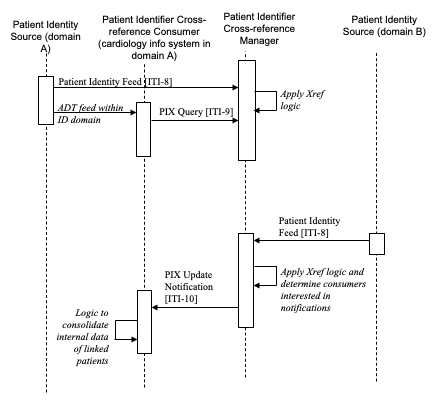 Patient Identity
Source (domain
A)
Patient Identifier Cross-
reference Consumer
(cardiology info system in
domain A)
Patient Identifier
Cross-reference
Manager
Patient Identity
Source (domain B)
Patient Identity Feed [ITI-8]
Apply Xref
logic
ADT feed within
ID domain
PIX Query [ITI-9]
Patient Identity
Feed [ITI-8]
Apply Xref logic and
determine consumers
interested in
notifications
PIX Update
Notification
[ITI-10]
Logic to
consolidate
internal data
of linked
patients